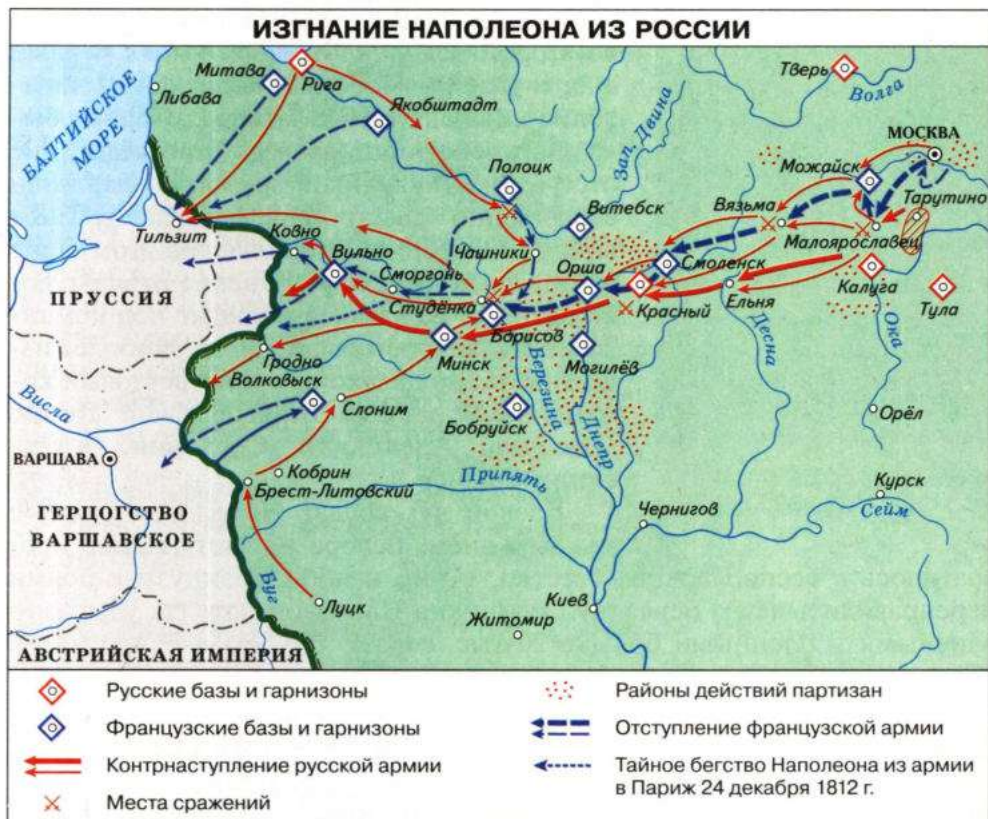 ИЗГНАНИЕ НАПОЛЕОНА ИЗ РОССИИ
Митава
Рига
Либава
Якобштадт
Тверь
Волга
БАЛТИЙСКОЕ
МОРЕ
Зап. Двина
МОСКВА
Полоцк
Можайск
Витебск
Вязьма
Тарутино
Тильзит
Ковно
Вильно
Чашники
Малоярославец
Сморгонь
Орша
Смоленск
ПРУССИЯ
Студёнка
Красный
Ельня
Калуга
Тула
Борисов
Гродно
Минск
Могилёв
Десна
Ока
Волковыск
Висла
Слоним
Березина
Бобруйск
Днепр
Орёл
ВАРШАВА
Кобрин
Припять
Брест-Литовский
Курск
Сейм
ГЕРЦОГСТВО
ВАРШАВСКОЕ
Чернигов
Буг
Луцк
Киев
Житомир
АВСТРИЙСКАЯ ИМПЕРИЯ
Русские базы и гарнизоны
Французские базы и гарнизоны
Контрнаступление русской армии
Места сражений
Районы действий партизан
Отступление французской армии
Тайное бегство Наполеона из армии
в Париж 24 декабря 1812 г.